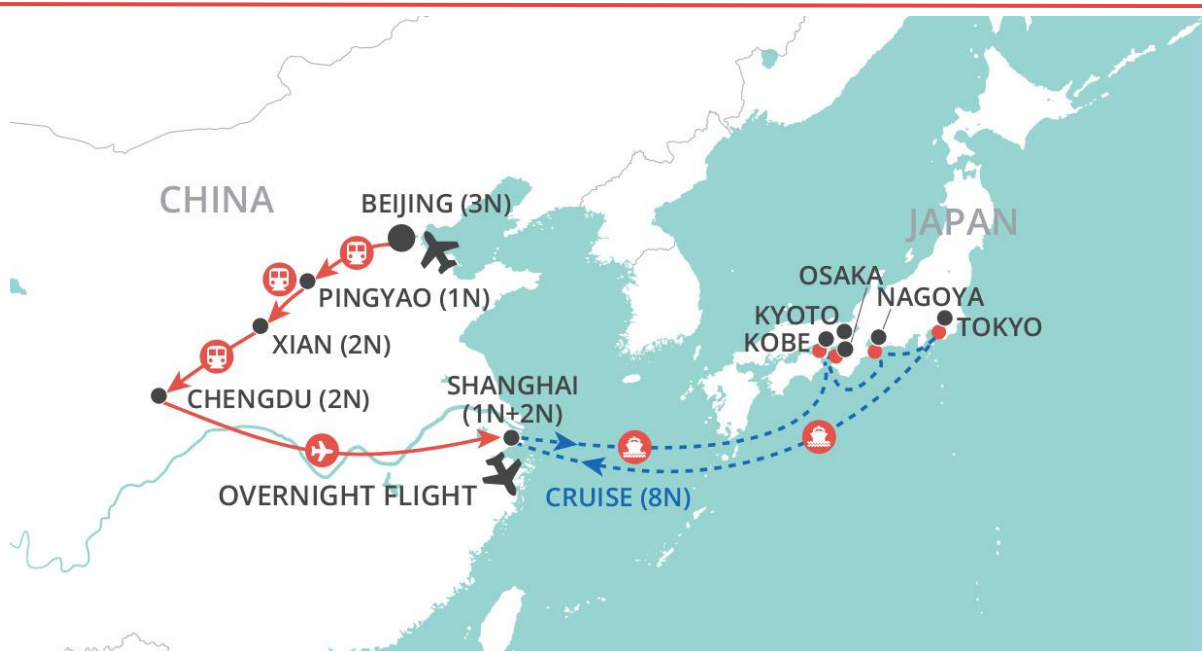 CHINA
BEIJING (3N)
PINGYAO (1N)
XIAN (2N)
CHENGDU (2N)
SHANGHAI
(1N+2N)
OVERNIGHT FLIGHT
CRUISE (8N)
JAPAN
OSAKA
NAGOYA
KYOTO
TOKYO
KOBE